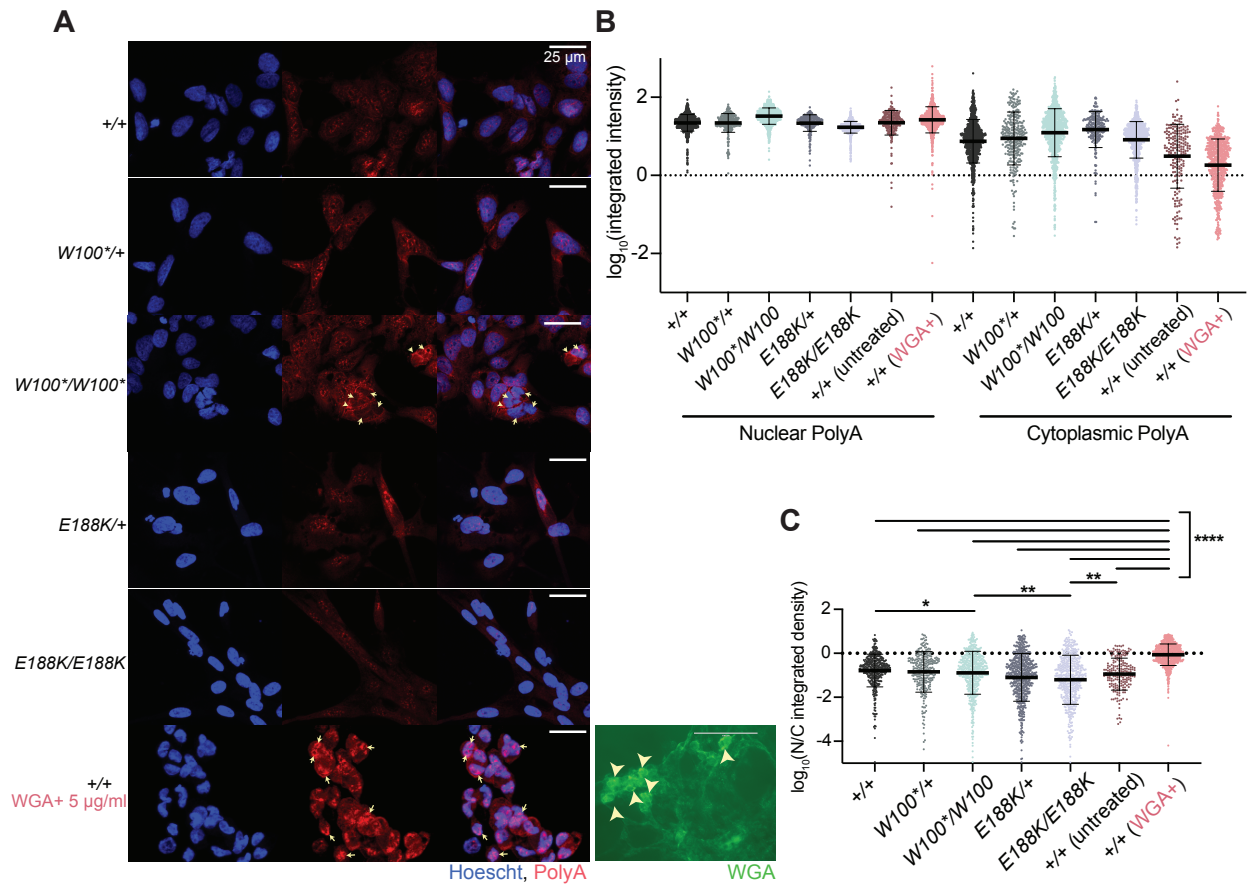 A
25 µm
+/+
W100*/+
W100*/W100*
E188K/+
E188K/E188K
+/+
WGA+ 5 µg/ml
Hoescht, PolyA
WGA
B
log10(integrated intensity)
2
0
-2
+/+
W100*/+
W100*/W100
E188K/+
E188K/E188K
+/+ (untreated)
+/+ (WGA+)
+/+
W100*/+
W100*/W100
E188K/+
E188K/E188K
+/+ (untreated)
+/+ (WGA+)
Nuclear PolyA
Cytoplasmic PolyA
C
****
**
**
*
log10(N/C integrated density)
2
0
-2
-4
+/+
W100*/+
W100*/W100
E188K/+
E188K/E188K
+/+ (untreated)
+/+ (WGA+)